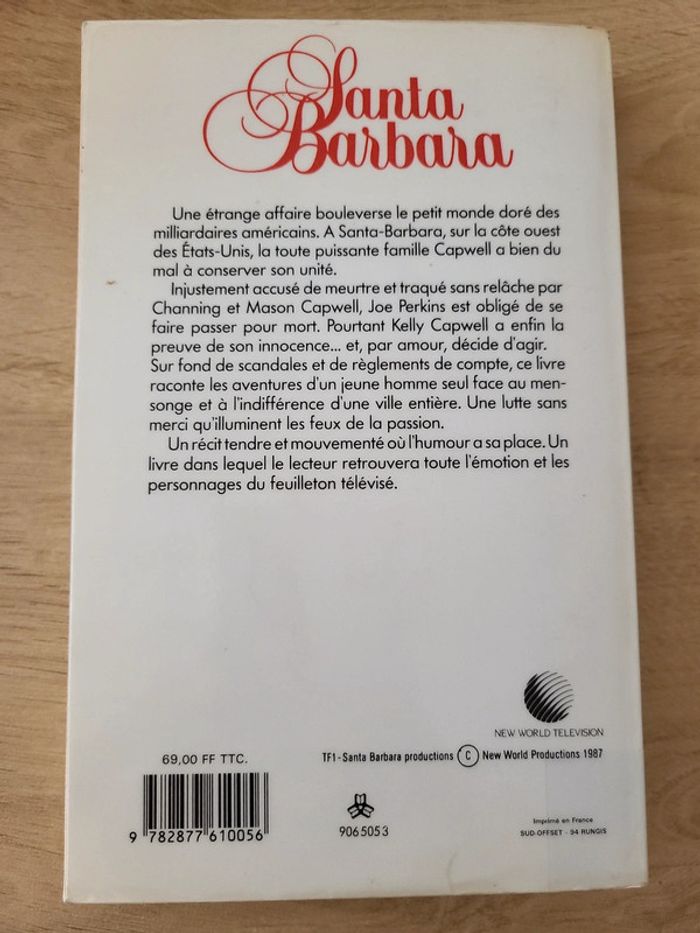 Santa
Barbara
Une étrange affaire bouleverse le petit monde doré des
milliardaires américains. A Santa-Barbara, sur la côte ouest
des États-Unis, la toute puissante famille Capwell a bien du
mal à conserver son unité.
Injustement accusé de meurtre et traqué sans relâche par
Channing et Mason Capwell, Joe Perkins est obligé de se
faire passer pour mort. Pourtant Kelly Capwell a enfin la
preuve de son innocence... et, par amour, décide d'agir.
Sur fond de scandales et de règlements de compte, ce livre
raconte les aventures d'un jeune homme seul face au men-
songe et à l'indifférence d'une ville entière. Une lutte sans
merci qu'illuminent les feux de la passion.
Un récit tendre et mouvementé où l'humour a sa place. Un
livre dans lequel le lecteur retrouvera toute l'émotion et les
personnages du feuilleton télévisé.
NEW WORLD TELEVISION
69,00 FF TTC.
TF1-Santa Barbara productions © New World Productions 1987
9 782877 610056
906 505 3
Imprimé en France
SUD-OFFSET - 94 RUNGIS